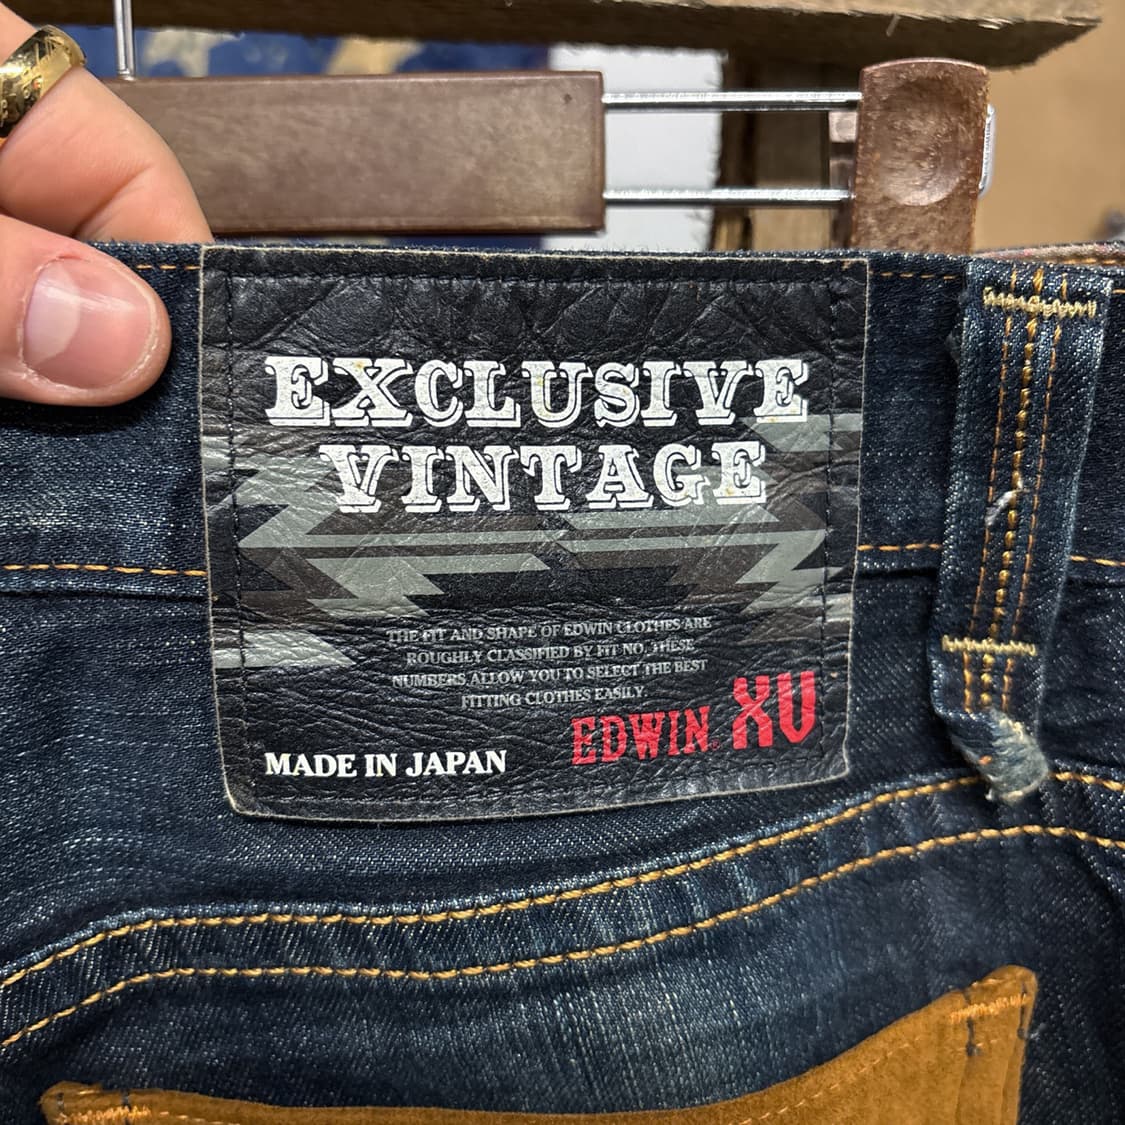 EXCLUSIVE
VINTAGE
THE FIT AND SHAPE OF EDWIN CLOTHES ARE
ROUGHLY CLASSIFIED BY FIT NO. THESE
NUMBERS ALLOW YOU TO SELECT THE BEST
FITTING CLOTHES EASILY.
EDWIN® XV
MADE IN JAPAN